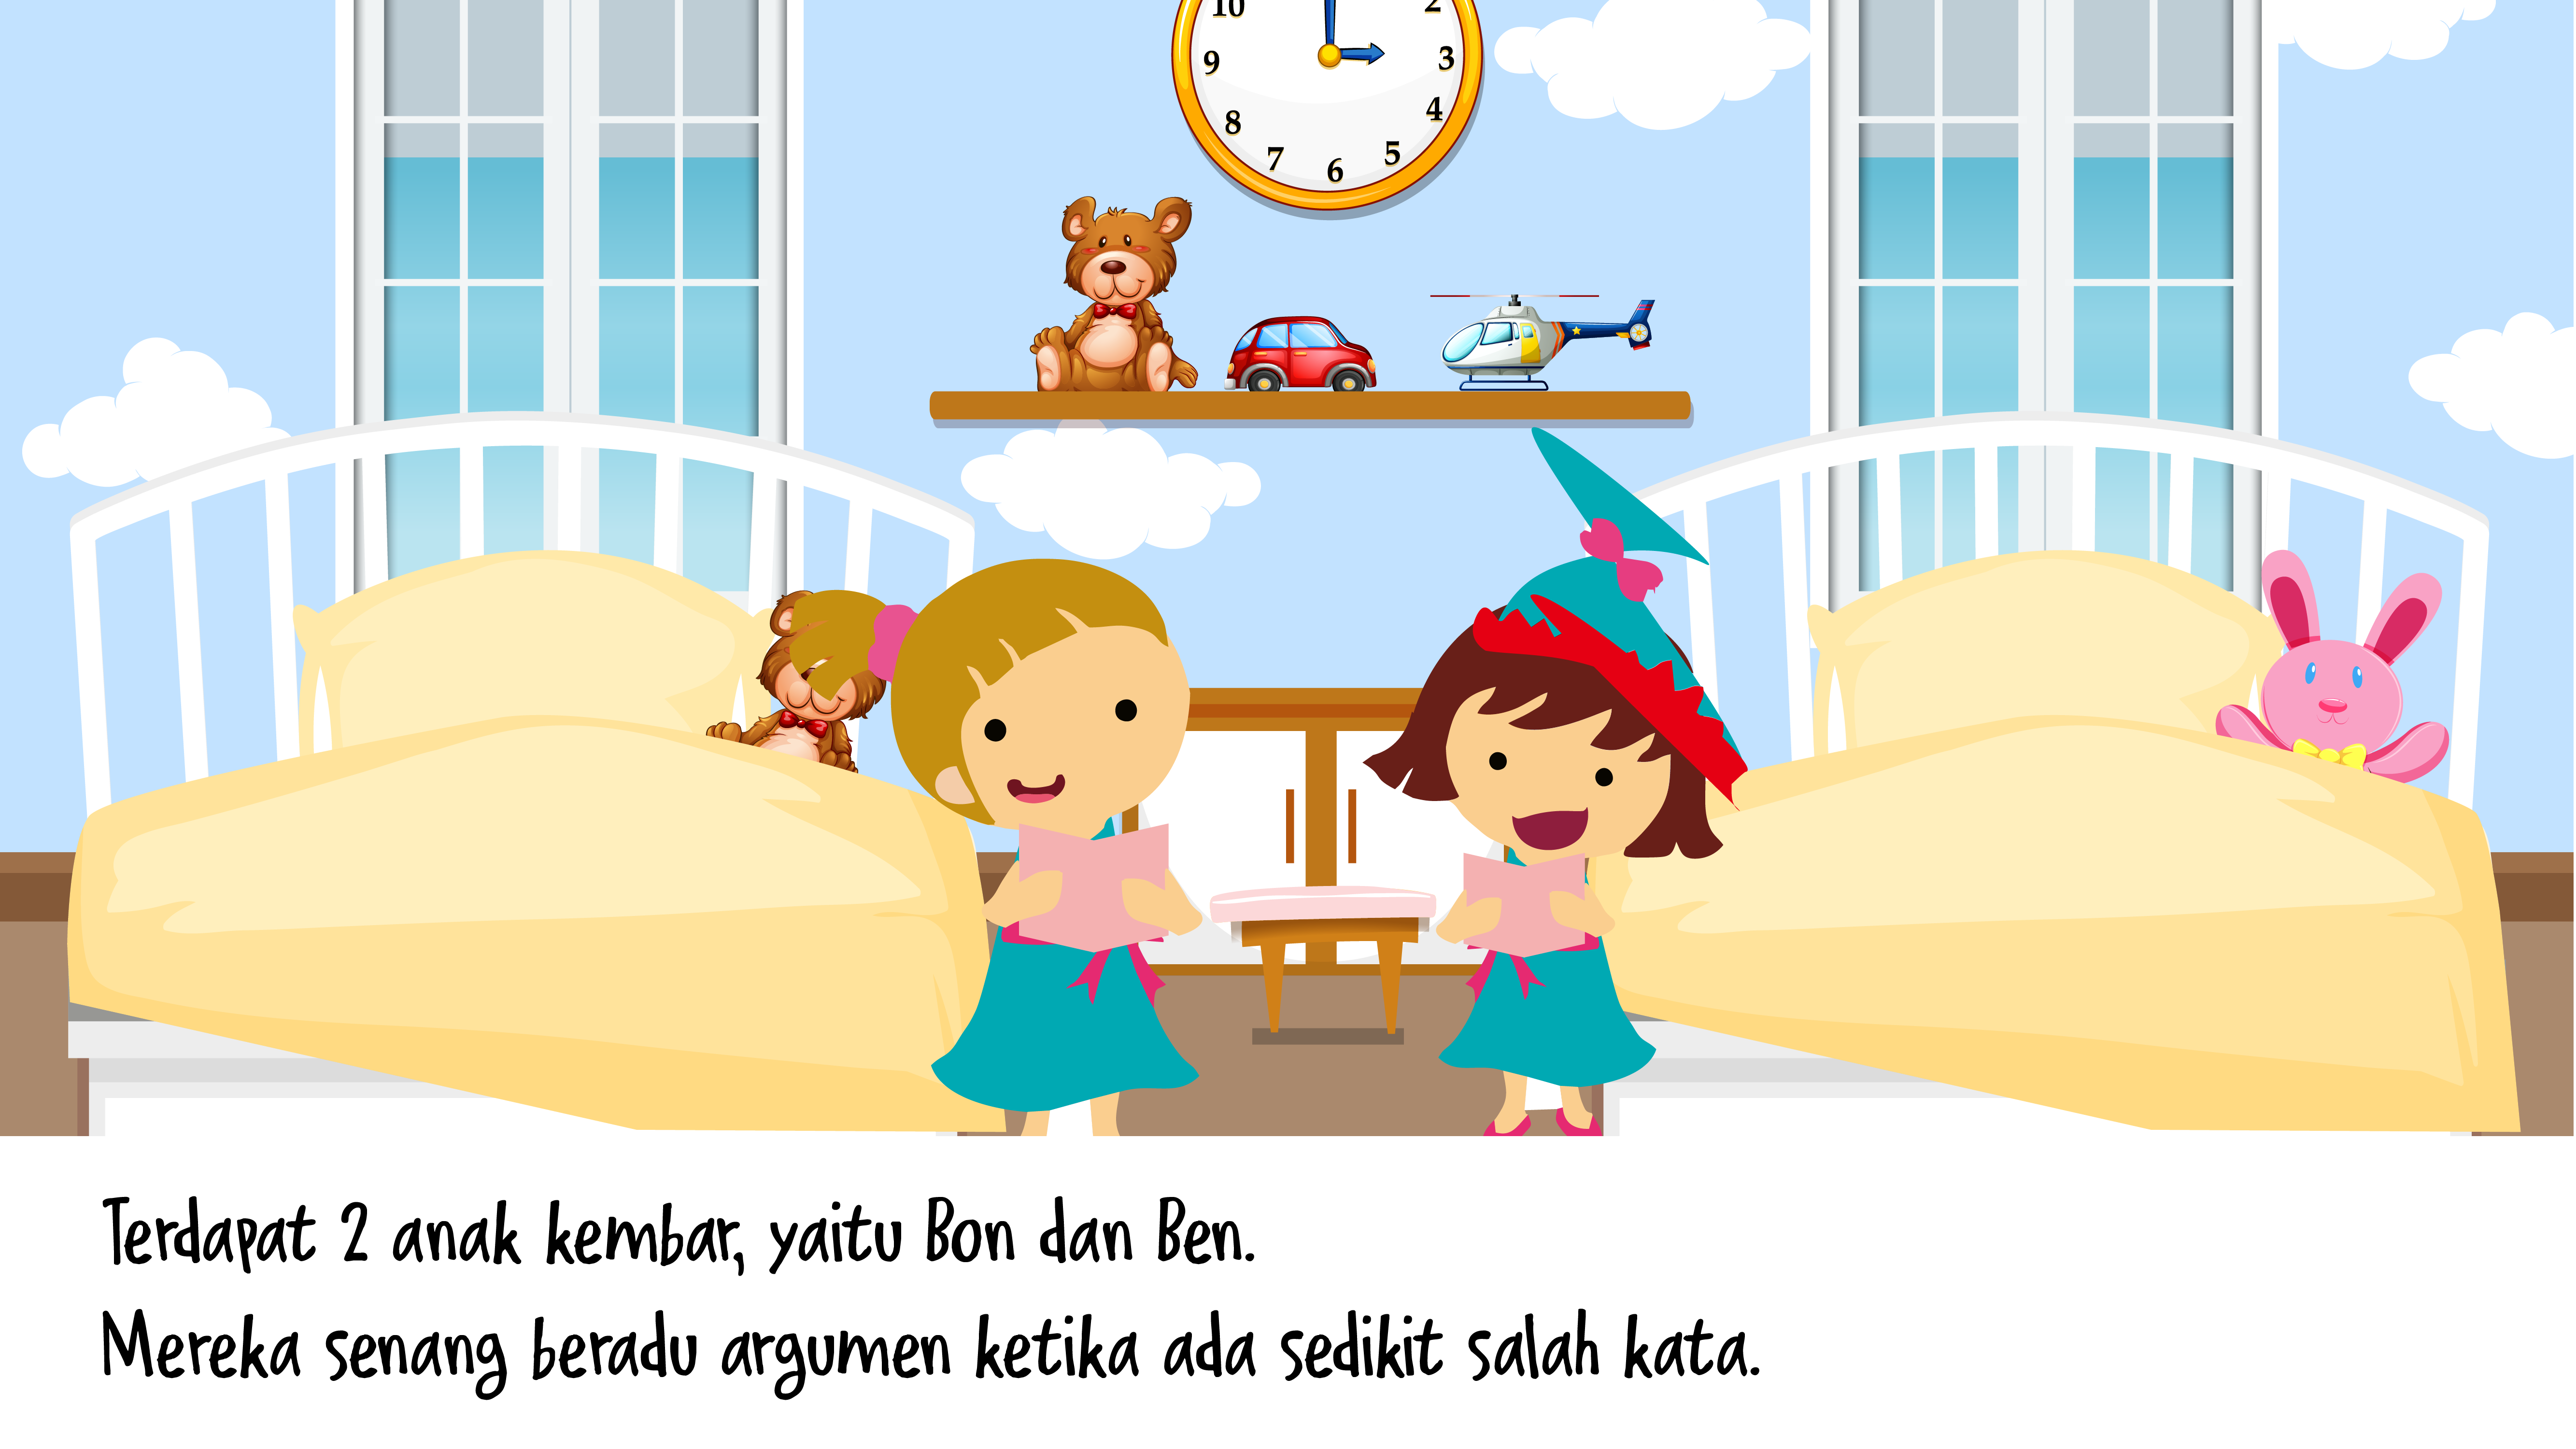 10 2
9 3
8 4
7 5
6
Terdapat 2 anak kembar, yaitu Bon dan Ben.
Mereka senang beradu argumen ketika ada sedikit salah kata.